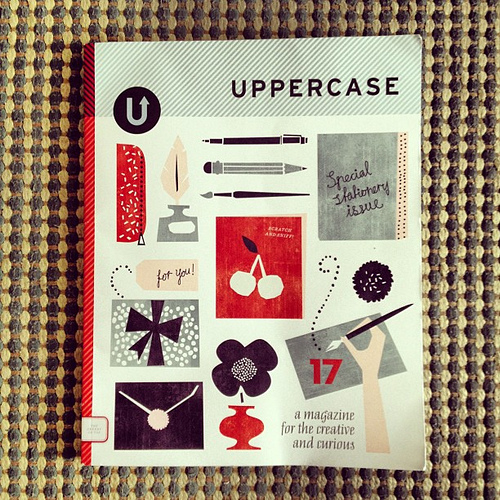 U
UPPERCASE
Special
stationery
issue
SCRATCH
AND SNIFF!
for you!
17
a magazine
for the creative
and curious